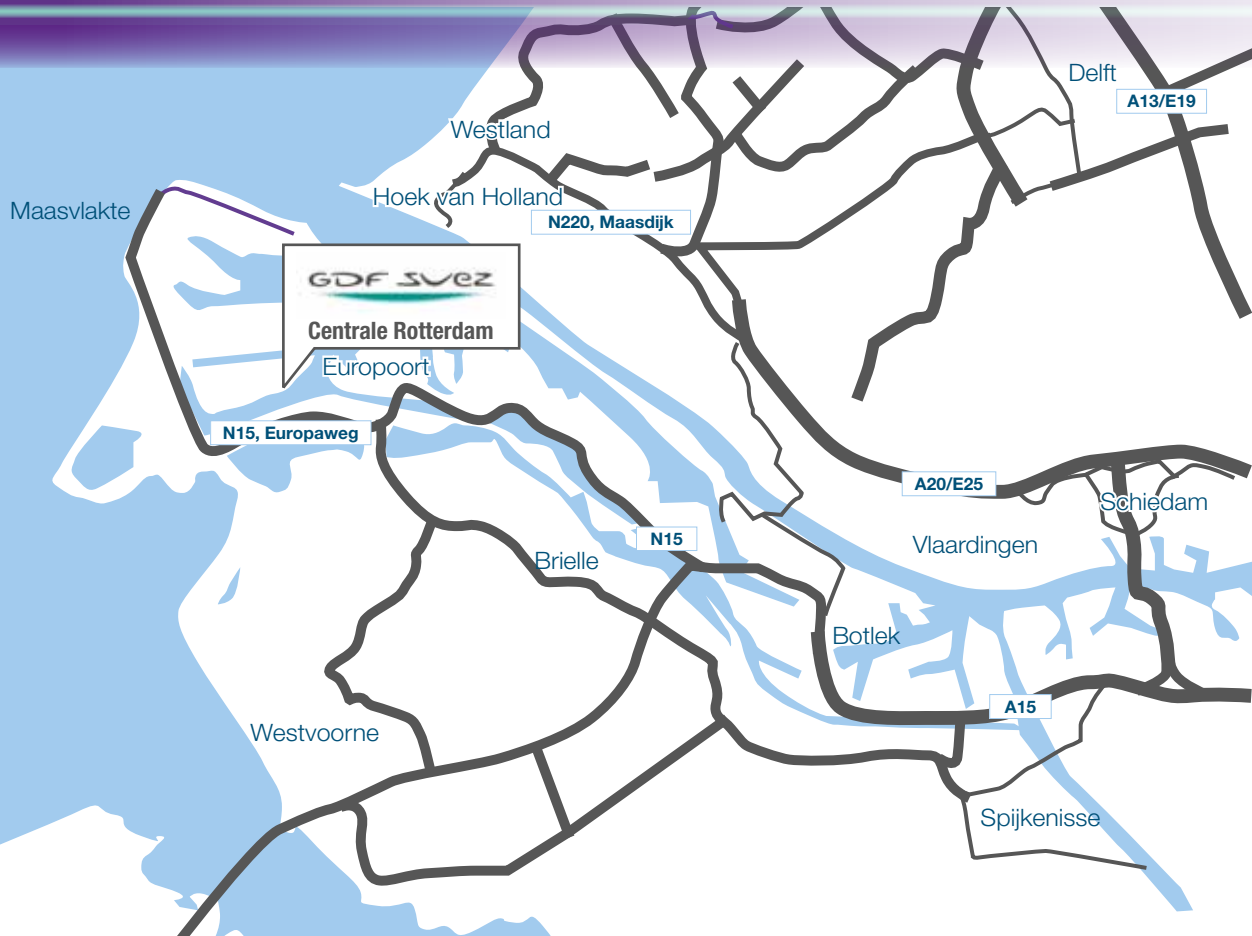 Delft
A13/E19
Westland
Hoek van Holland
Maasvlakte
N220, Maasdijk
GDF SUEZ
Centrale Rotterdam
Europoort
N15, Europaweg
A20/E25
Schiedam
N15
Vlaardingen
Brielle
Botlek
A15
Westvoorne
Spijkenisse